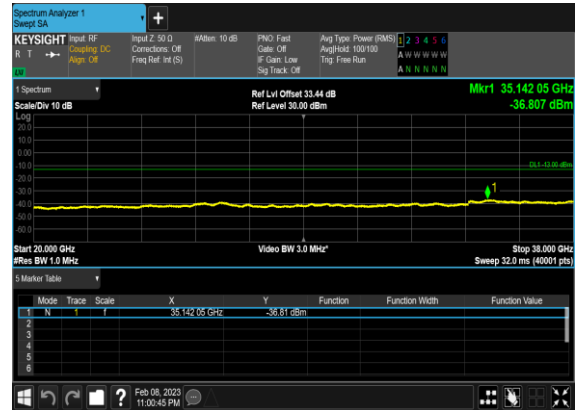 Spectrum Analyzer 1
Swept SA
+
KEYSIGHT Input: RF Input Z: 50 Ω #Atten: 10 dB PNO: Fast Avg Type: Power (RMS) 1 2 3 4 5 6
R T Coupling: DC Corrections: Off Gate: Off Avg|Hold: 100/100 A W W W W W
Align: Off Freq Ref: Int (S) IF Gain: Low Trig: Free Run
Sig Track: Off A N N N N N
1 Spectrum Ref Lvl Offset 33.44 dB Mkr1 35.142 05 GHz
Scale/Div 10 dB Ref Level 30.00 dBm -36.807 dBm
Log
20.0
10.0
0.00
-10.0
DL1 -13.00 dBm
-20.0
-30.0
1
-40.0
-50.0
-60.0
Start 20.000 GHz Video BW 3.0 MHz* Stop 38.000 GHz
#Res BW 1.0 MHz Sweep 32.0 ms (40001 pts)
5 Marker Table
Mode Trace Scale X Y Function Function Width Function Value
1 N 1 f 35.142 05 GHz -36.81 dBm
2
3
4
5
6
? Feb 08, 2023
11:00:45 PM